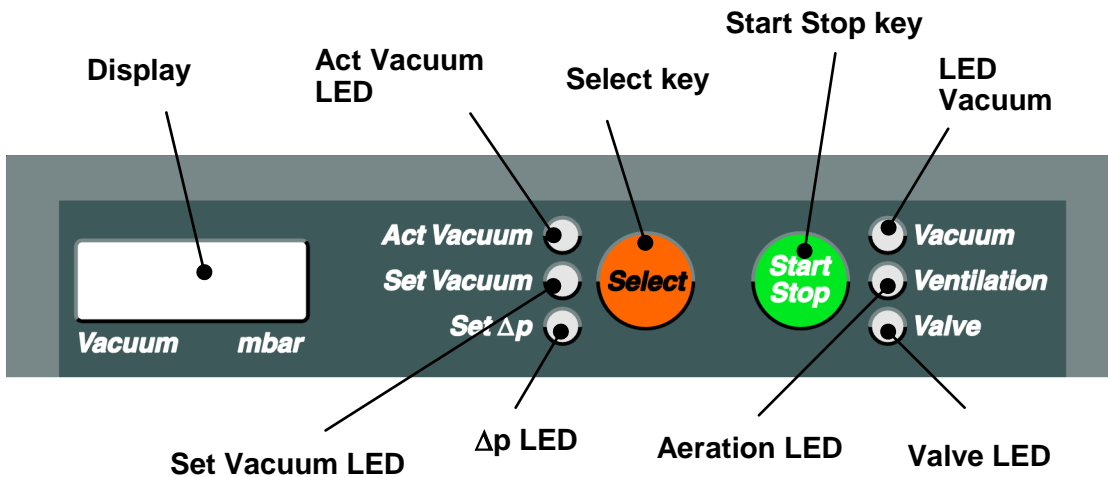 Start Stop key
Display
Act Vacuum
LED
Select key
LED
Vacuum
Act Vacuum
Set Vacuum
Set Δp
Select
Start
Stop
Vacuum
Ventilation
Valve
Vacuum mbar
Set Vacuum LED
Δp LED
Aeration LED
Valve LED